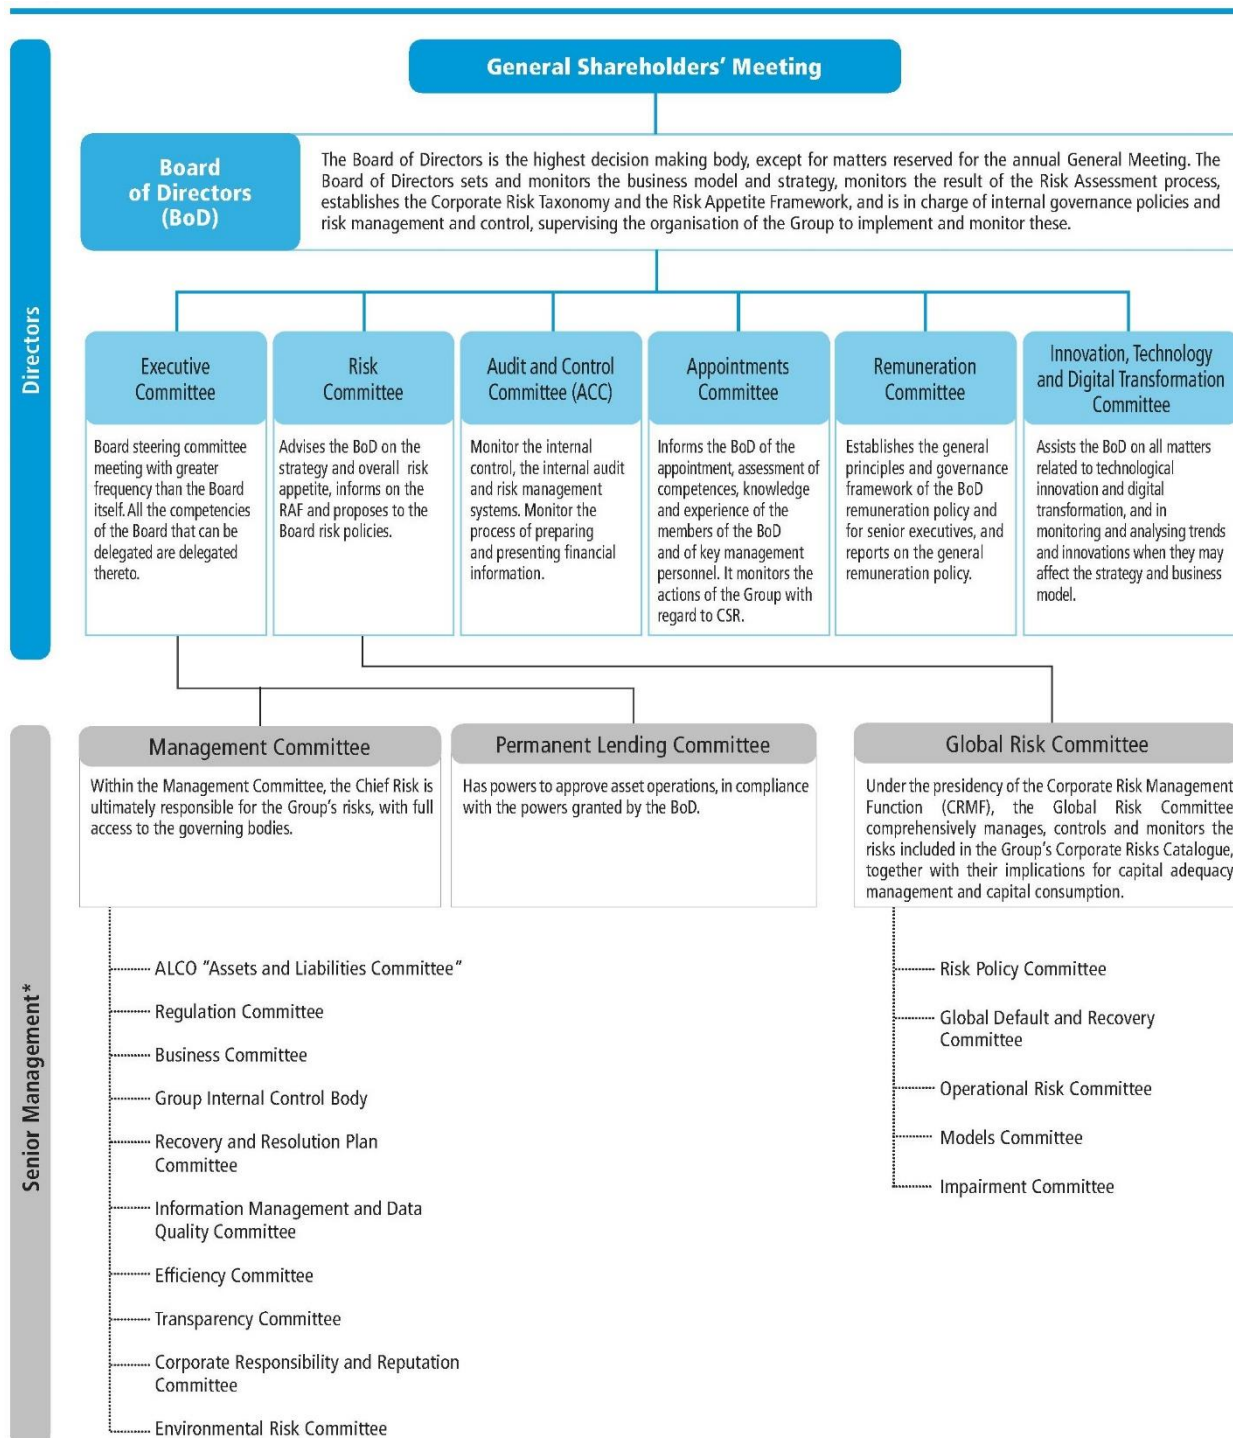 General Shareholders' Meeting
Directors
Board
of Directors
(BoD)
The Board of Directors is the highest decision making body, except for matters reserved for the annual General Meeting. The
Board of Directors sets and monitors the business model and strategy, monitors the result of the Risk Assessment process,
establishes the Corporate Risk Taxonomy and the Risk Appetite Framework, and is in charge of internal governance policies and
risk management and control, supervising the organisation of the Group to implement and monitor these.
Executive
Committee
Board steering committee
meeting with greater
frequency than the Board
itself. All the competencies
of the Board that can be
delegated are delegated
thereto.
Risk
Committee
Advises the BoD on the
strategy and overall risk
appetite, informs on the
RAF and proposes to the
Board risk policies.
Audit and Control
Committee (ACC)
Monitor the internal
control, the internal audit
and risk management
systems. Monitor the
process of preparing
and presenting financial
information.
Appointments
Committee
Informs the BoD of the
appointment, assessment of
competences, knowledge
and experience of the
members of the BoD
and of key management
personnel. It monitors the
actions of the Group with
regard to CSR.
Remuneration
Committee
Establishes the general
principles and governance
framework of the BoD
remuneration policy and
for senior executives, and
reports on the general
remuneration policy.
Innovation, Technology
and Digital Transformation
Committee
Assists the BoD on all matters
related to technological
innovation and digital
transformation, and in
monitoring and analysing trends
and innovations when they may
affect the strategy and business
model.
Senior Management*
Management Committee
Within the Management Committee, the Chief Risk is
ultimately responsible for the Group's risks, with full
access to the governing bodies.
Permanent Lending Committee
Has powers to approve asset operations, in compliance
with the powers granted by the BoD.
Global Risk Committee
Under the presidency of the Corporate Risk Management
Function (CRMF), the Global Risk Committee
comprehensively manages, controls and monitors the
risks included in the Group's Corporate Risks Catalogue,
together with their implications for capital adequacy
management and capital consumption.
ALCO "Assets and Liabilities Committee"
Regulation Committee
Business Committee
Group Internal Control Body
Recovery and Resolution Plan
Committee
Information Management and Data
Quality Committee
Efficiency Committee
Transparency Committee
Corporate Responsibility and Reputation
Committee
Environmental Risk Committee
Risk Policy Committee
Global Default and Recovery
Committee
Operational Risk Committee
Models Committee
Impairment Committee